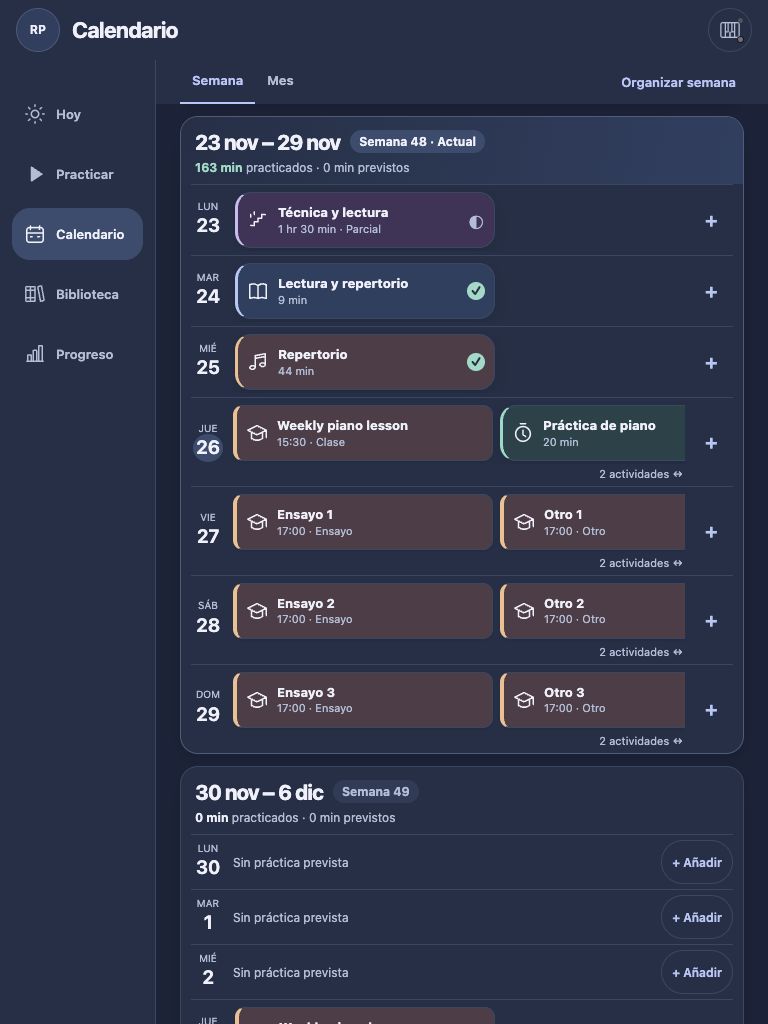 RP
Calendario
Hoy
Practicar
Calendario
Biblioteca
Progreso
Semana
Mes
Organizar semana
23 nov – 29 nov
Semana 48 · Actual
163 min practicados · 0 min previstos
LUN
23
Técnica y lectura
1 hr 30 min · Parcial
+
MAR
24
Lectura y repertorio
9 min
+
MIÉ
25
Repertorio
44 min
+
JUE
26
Weekly piano lesson
15:30 · Clase
Práctica de piano
20 min
+
2 actividades ↔
VIE
27
Ensayo 1
17:00 · Ensayo
Otro 1
17:00 · Otro
+
2 actividades ↔
SÁB
28
Ensayo 2
17:00 · Ensayo
Otro 2
17:00 · Otro
+
2 actividades ↔
DOM
29
Ensayo 3
17:00 · Ensayo
Otro 3
17:00 · Otro
+
2 actividades ↔
30 nov – 6 dic
Semana 49
0 min practicados · 0 min previstos
LUN
30
Sin práctica prevista
+ Añadir
MAR
1
Sin práctica prevista
+ Añadir
MIÉ
2
Sin práctica prevista
+ Añadir
JUE